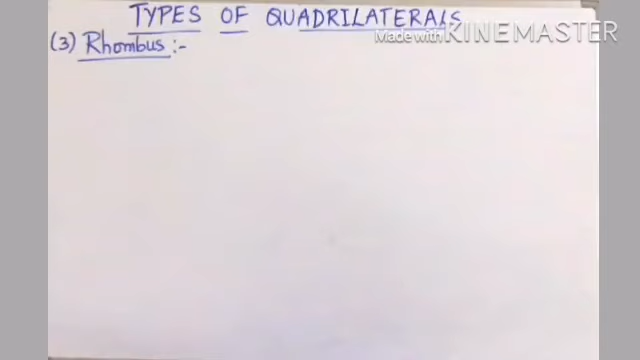 TYPES OF QUADRILATERALS
Made with KINEMASTER
(3) Rhombus :-